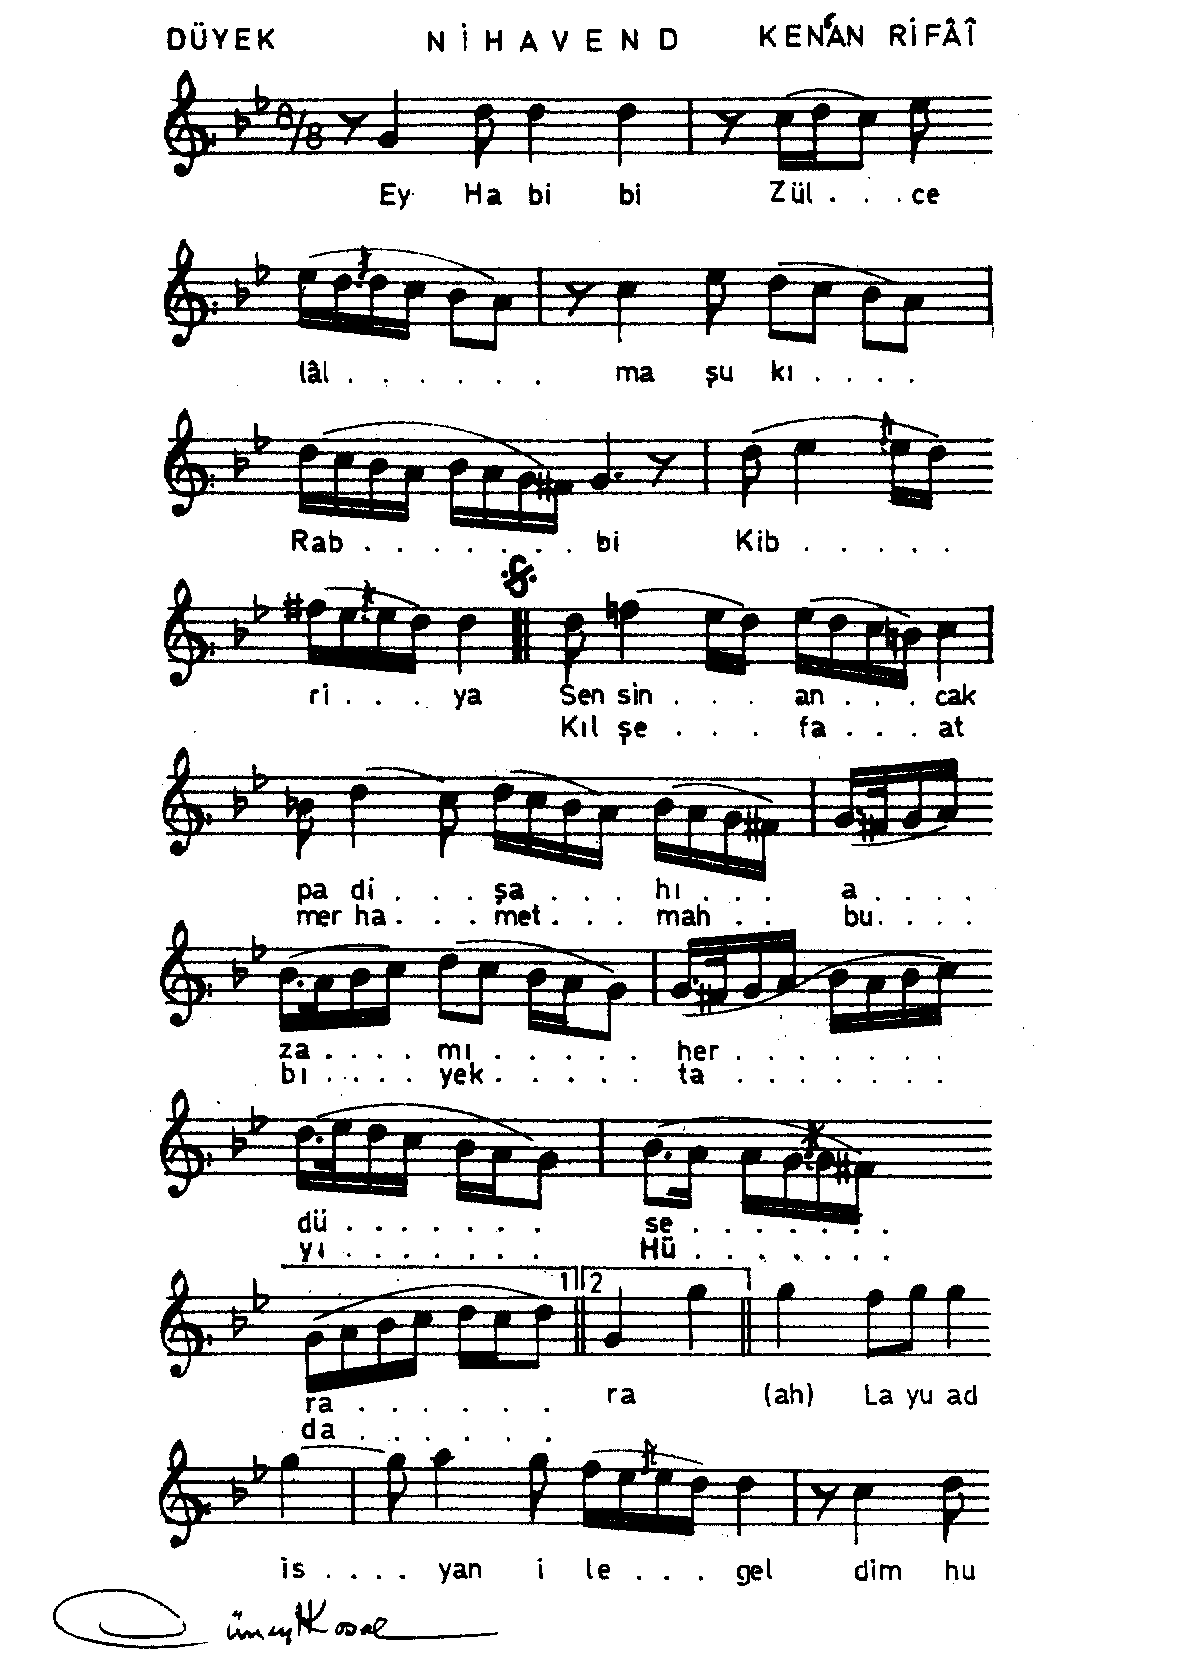 DÜYEK NİHAVEND KEN'AN RİFÂÎ
8/8
Ey Ha bi bi Zül . . . ce
lâl . . . . . . ma şu kı . . . .
Rab . . . . . . . bi Kib . . . . .
ri . . . ya Sen sin . . . an . . . cak
Kıl şe . . . fa . . . at
pa di . . . şa . . . hı . . . a . . . .
mer ha . . . met . . . mah . . bu . . . .
za . . . . mı . . . . . her . . . . . . .
bı . . . . yek . . . . . ta . . . . . . .
dü . . . . . . . se . . . . . . .
yı . . . . . . . Hü . . . . . . .
1 2
ra . . . . . . ra (ah) La yu ad
da . . . . . .
is . . . . yan i le . . . gel dim hu